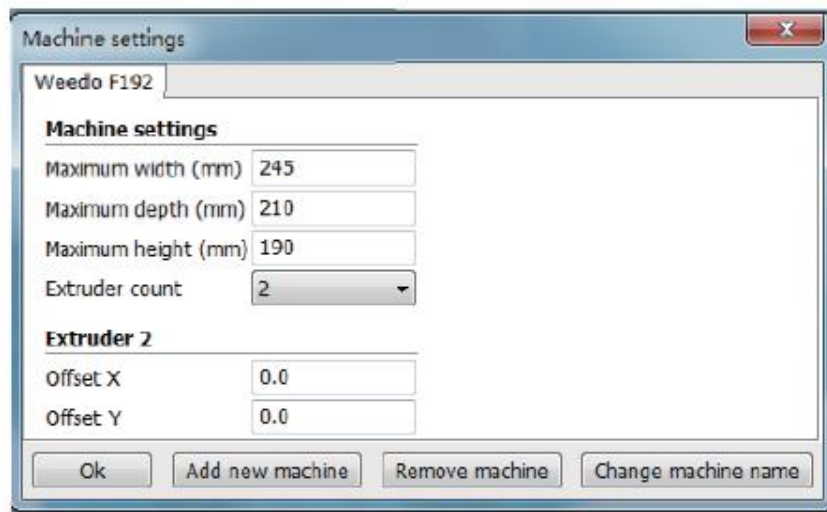 Machine settings
Weedo F192
Machine settings
Maximum width (mm) 245
Maximum depth (mm) 210
Maximum height (mm) 190
Extruder count 2
Extruder 2
Offset X 0.0
Offset Y 0.0
Ok Add new machine Remove machine Change machine name